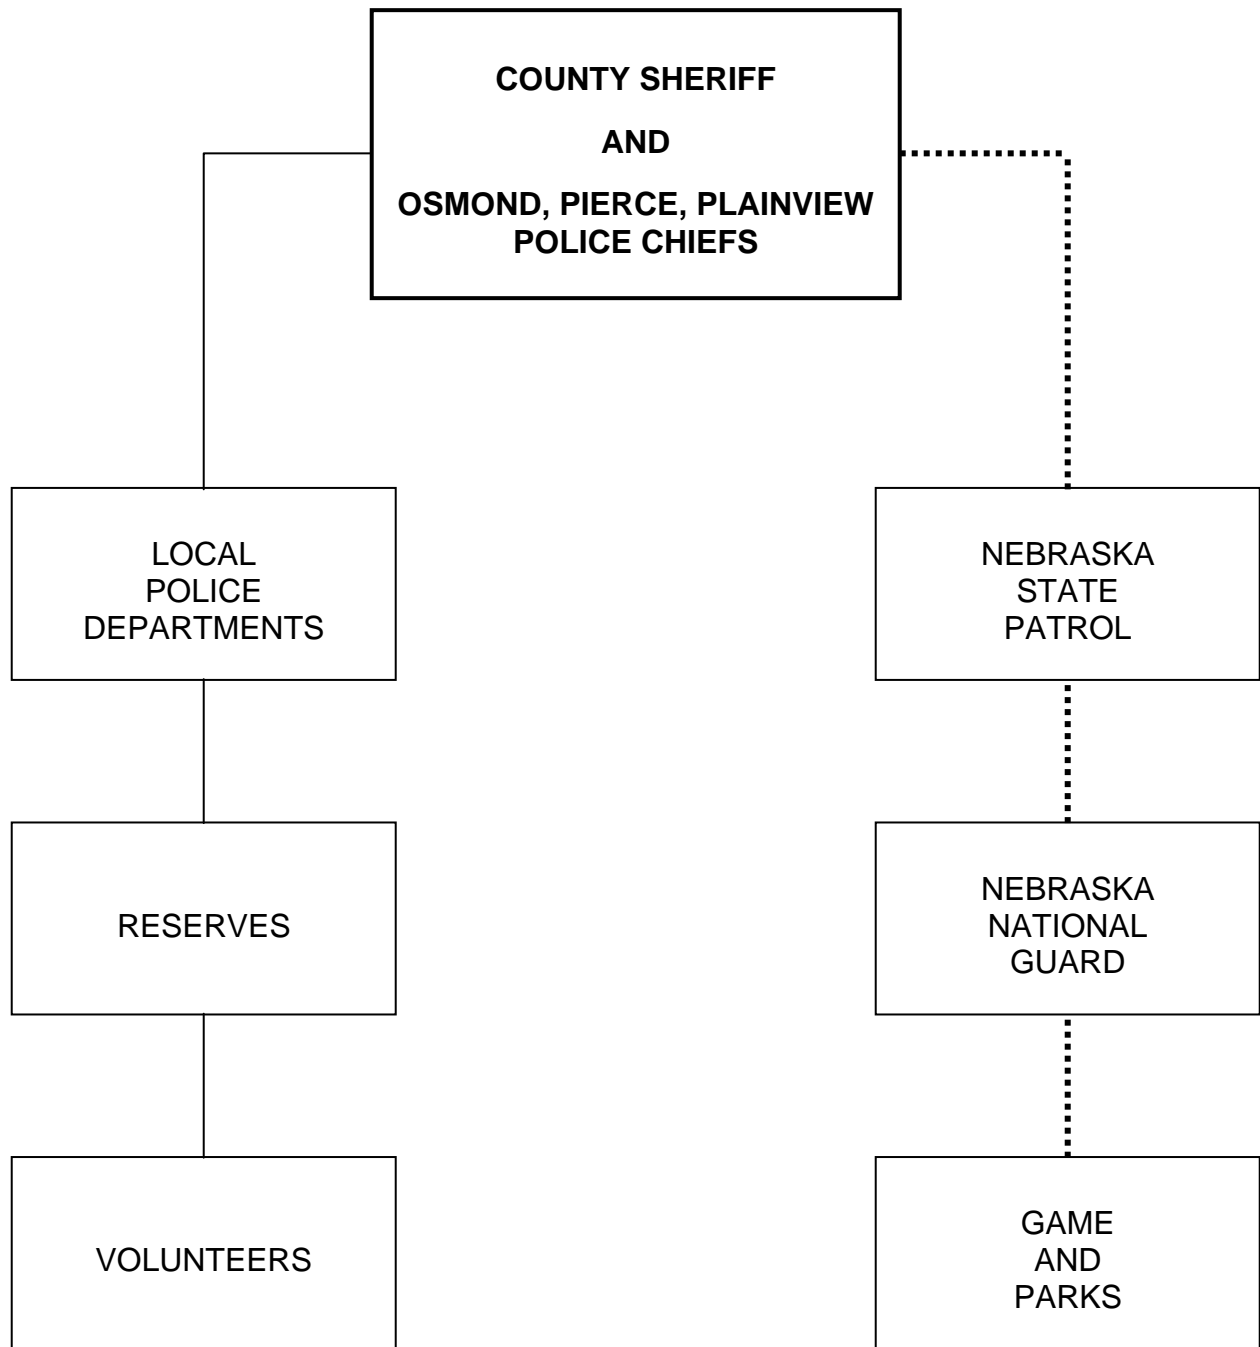 COUNTY SHERIFF
AND
OSMOND, PIERCE, PLAINVIEW
POLICE CHIEFS
LOCAL
POLICE
DEPARTMENTS
NEBRASKA
STATE
PATROL
RESERVES
NEBRASKA
NATIONAL
GUARD
VOLUNTEERS
GAME
AND
PARKS